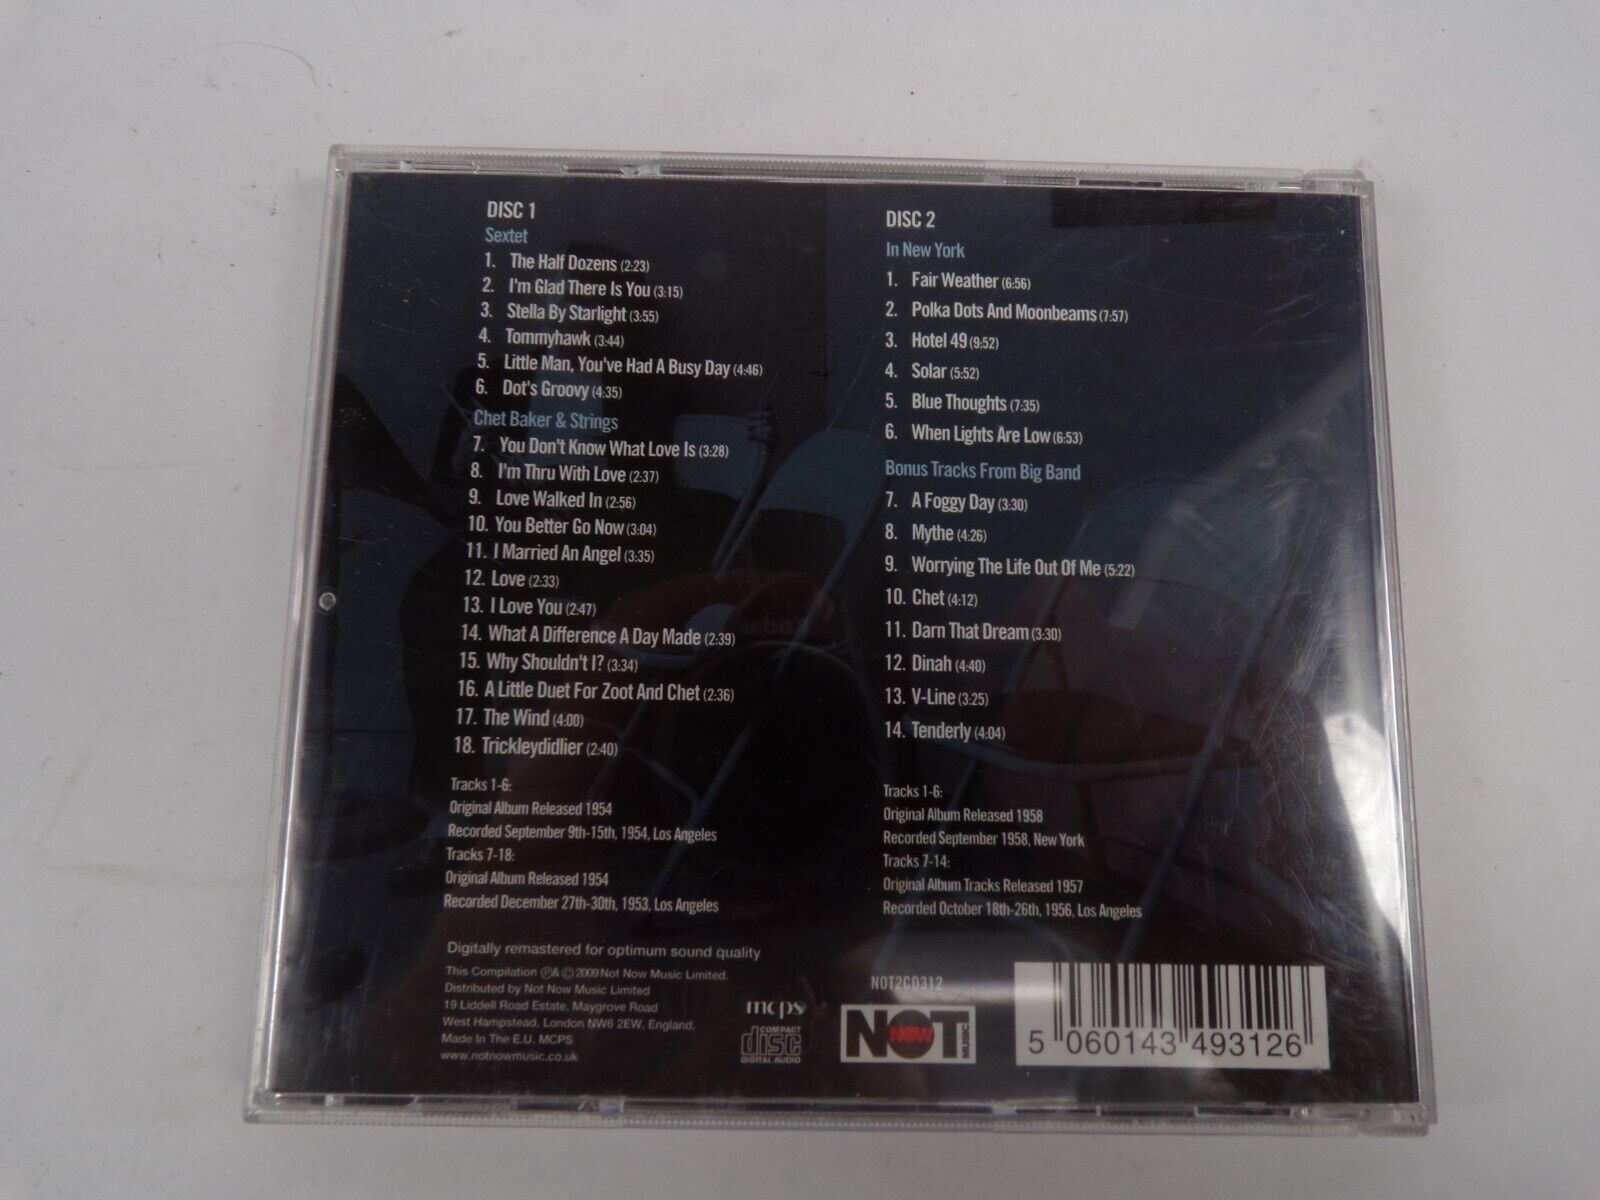 DISC 1
Sextet
1. The Half Dozens (2:23)
2. I'm Glad There Is You (3:15)
3. Stella By Starlight (3:55)
4. Tommyhawk (3:44)
5. Little Man, You've Had A Busy Day (4:46)
6. Dot's Groovy (4:35)
Chet Baker & Strings
7. You Don't Know What Love Is (3:28)
8. I'm Thru With Love (2:37)
9. Love Walked In (2:56)
10. You Better Go Now (3:04)
11. I Married An Angel (3:35)
12. Love (2:33)
13. I Love You (2:47)
14. What A Difference A Day Made (2:39)
15. Why Shouldn't I? (3:34)
16. A Little Duet For Zoot And Chet (2:36)
17. The Wind (4:00)
18. Trickleydidlier (2:40)
Tracks 1-6:
Original Album Released 1954
Recorded September 9th-15th, 1954, Los Angeles
Tracks 7-18:
Original Album Released 1954
Recorded December 27th-30th, 1953, Los Angeles
DISC 2
In New York
1. Fair Weather (6:56)
2. Polka Dots And Moonbeams (7:57)
3. Hotel 49 (9:52)
4. Solar (5:52)
5. Blue Thoughts (7:35)
6. When Lights Are Low (6:53)
Bonus Tracks From Big Band
7. A Foggy Day (3:30)
8. Mythe (4:26)
9. Worrying The Life Out Of Me (5:22)
10. Chet (4:12)
11. Darn That Dream (3:30)
12. Dinah (4:40)
13. V-Line (3:25)
14. Tenderly (4:04)
Tracks 1-6:
Original Album Released 1958
Recorded September 1958, New York
Tracks 7-14:
Original Album Tracks Released 1957
Recorded October 18th-26th, 1956, Los Angeles
Digitally remastered for optimum sound quality
This Compilation ℗& © 2009 Not Now Music Limited.
Distributed by Not Now Music Limited
19 Liddell Road Estate, Maygrove Road
West Hampstead, London NW6 2EW, England.
Made In The E.U. MCPS
www.notnowmusic.co.uk
mcps
COMPACT
disc
DIGITAL AUDIO
NOT2CD312
NOT
NOW
MUSIC
5 060143 493126